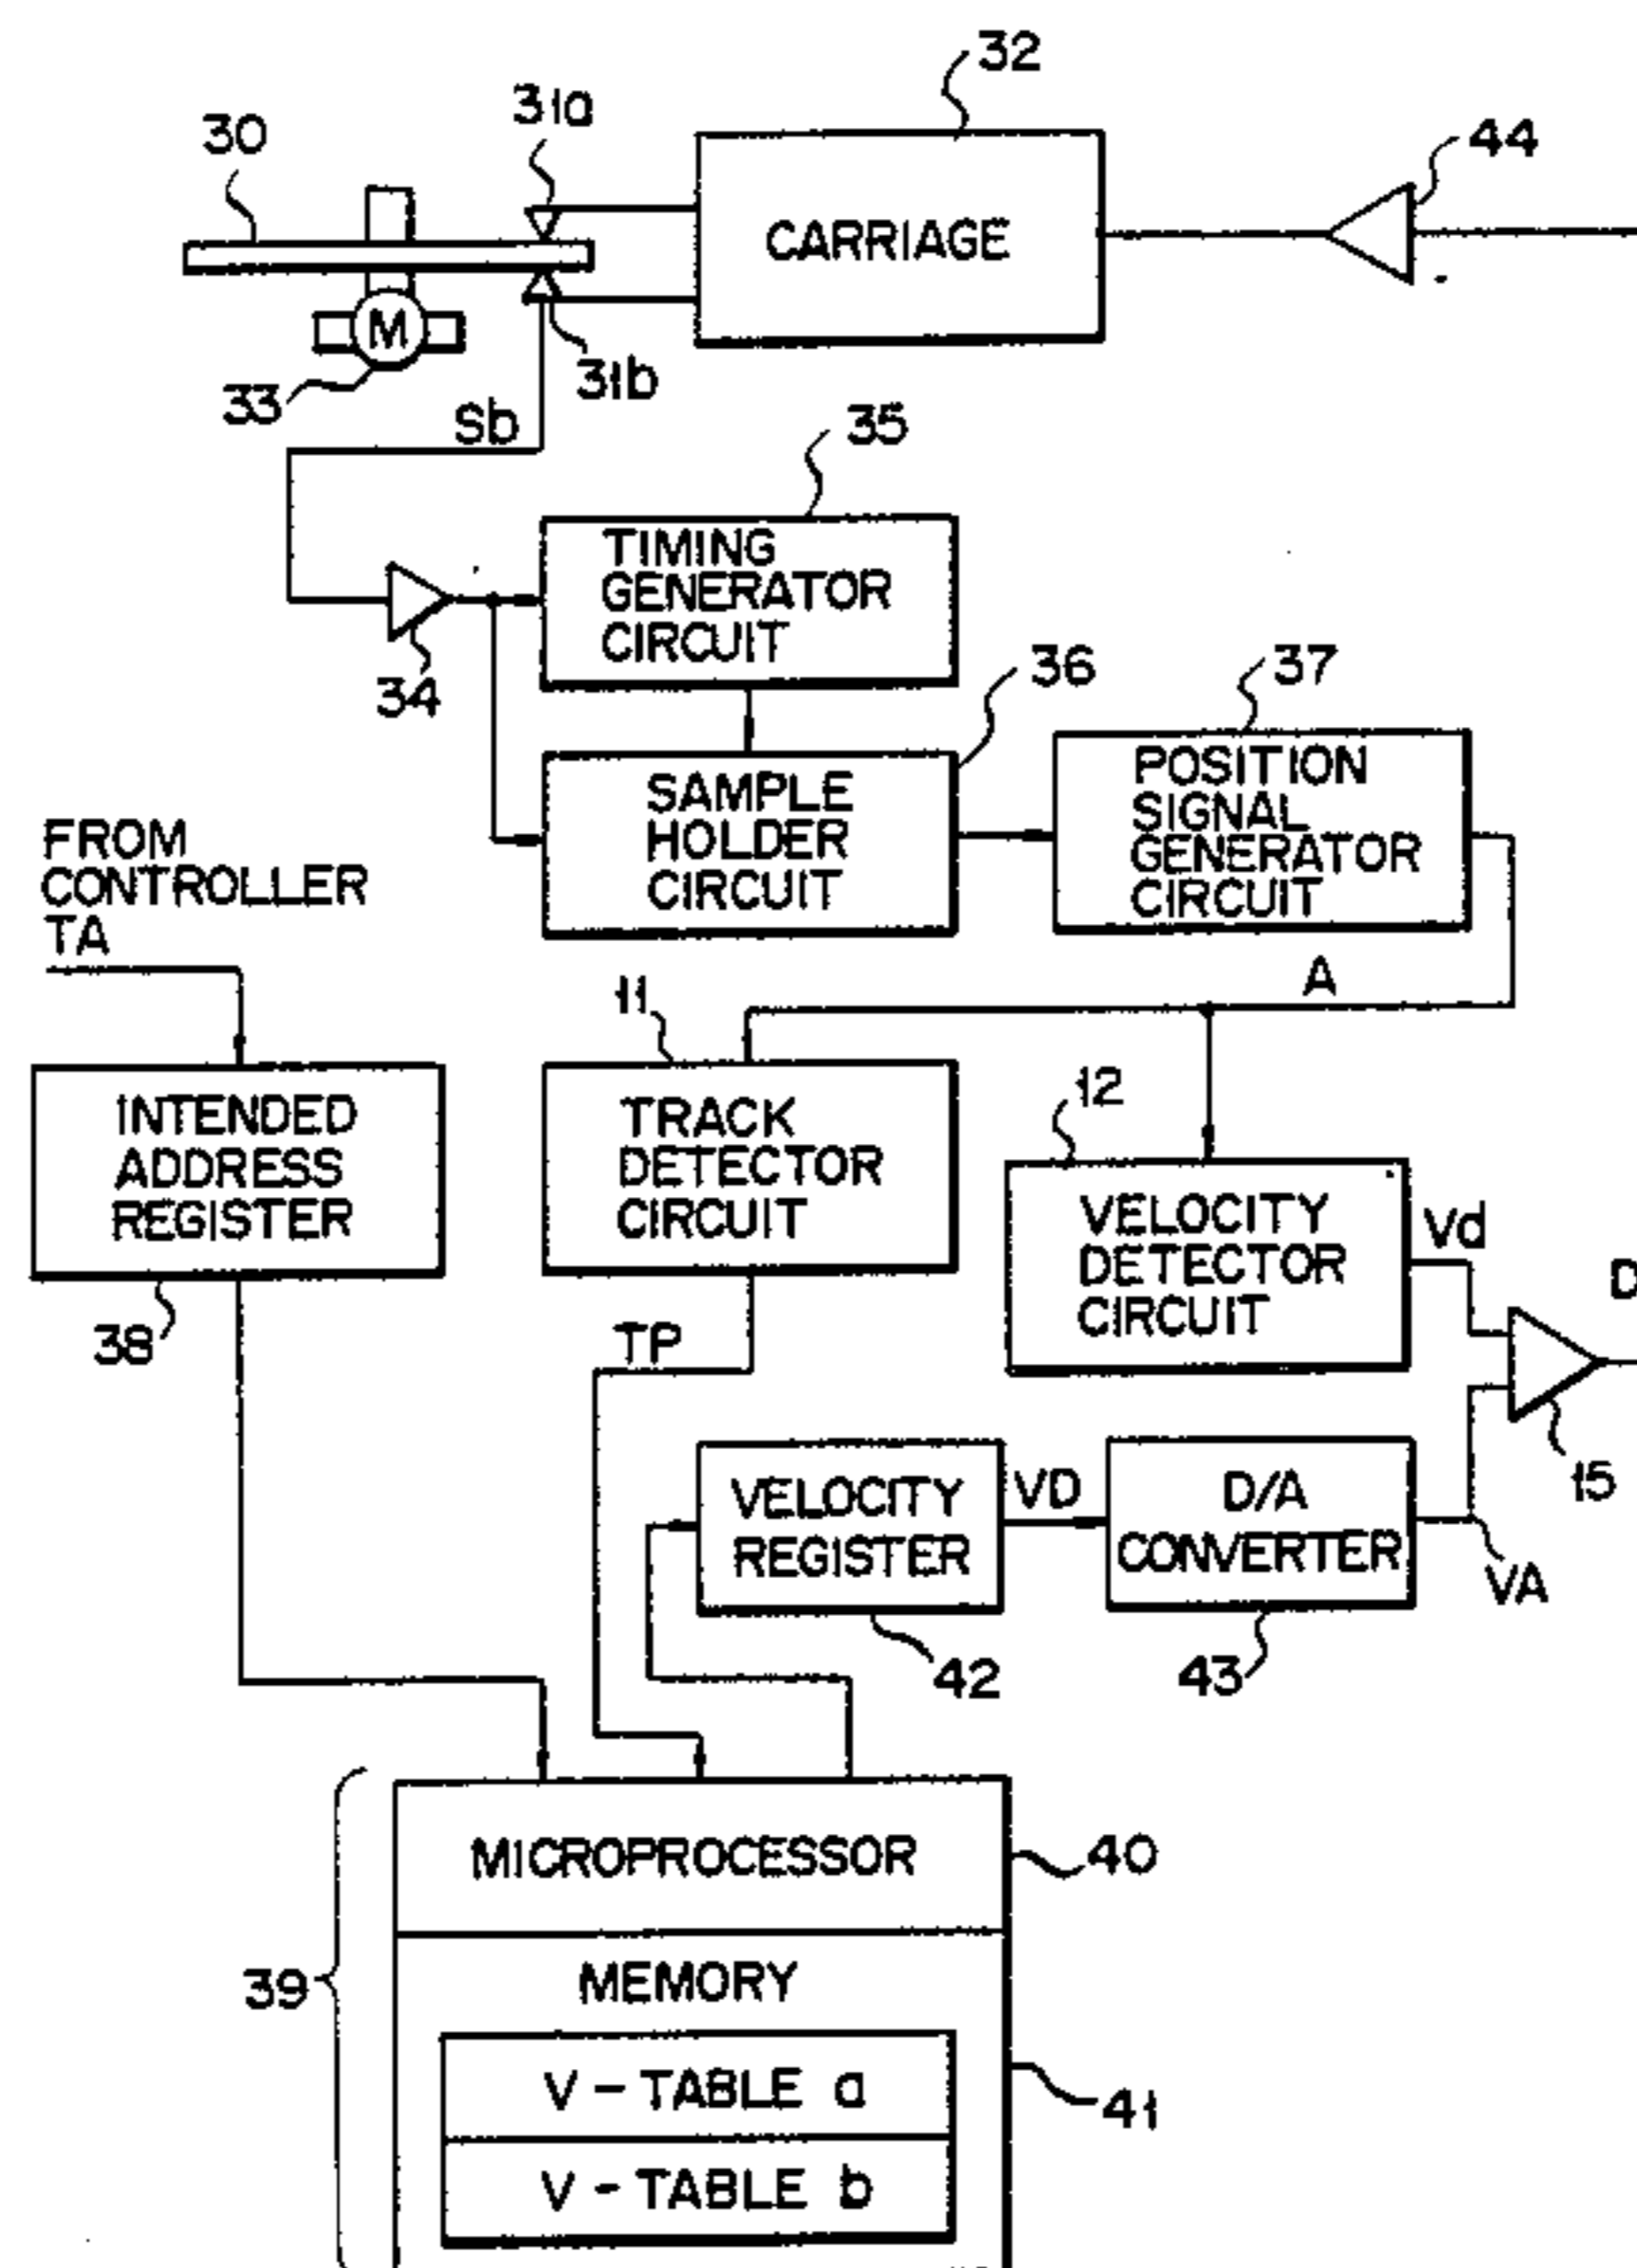 32
31a
30
44
CARRIAGE
M
33
31b
Sb
35
TIMING
GENERATOR
CIRCUIT
34
36
37
SAMPLE
HOLDER
CIRCUIT
POSITION
SIGNAL
GENERATOR
CIRCUIT
FROM
CONTROLLER
TA
A
11
12
INTENDED
ADDRESS
REGISTER
TRACK
DETECTOR
CIRCUIT
VELOCITY
DETECTOR
CIRCUIT
Vd
D
38
TP
15
VELOCITY
REGISTER
VD
D/A
CONVERTER
VA
42
43
MICROPROCESSOR
40
39
MEMORY
V - TABLE a
41
V - TABLE b